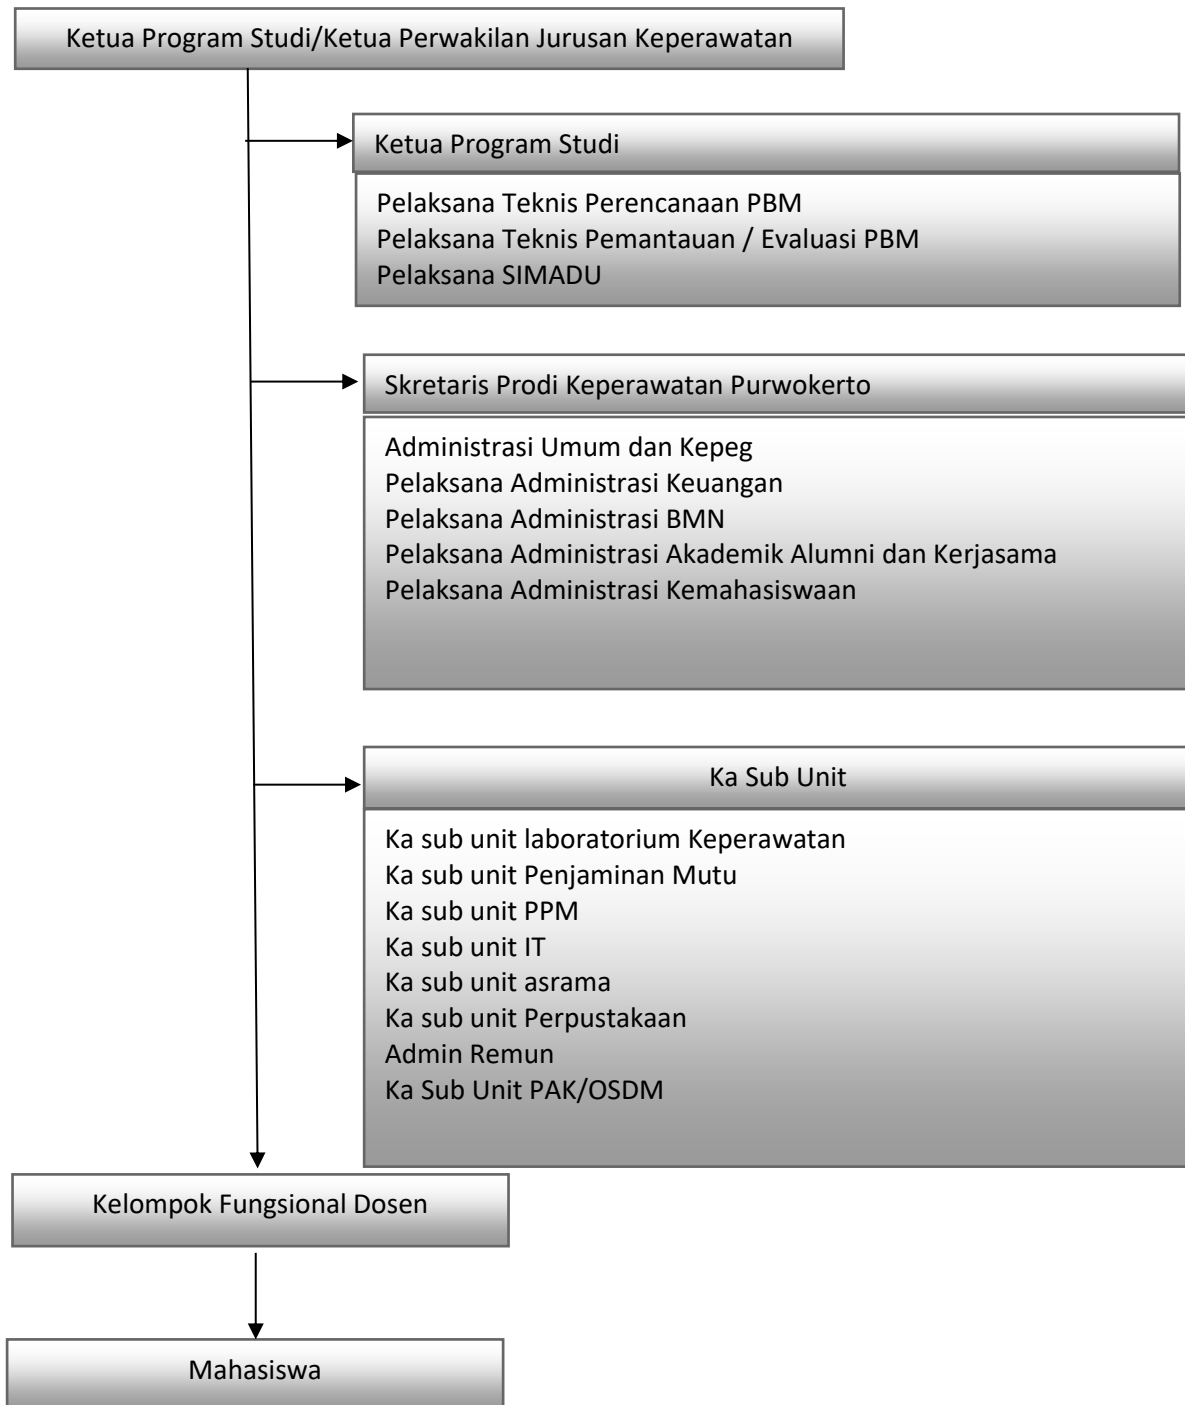 Ketua Program Studi/Ketua Perwakilan Jurusan Keperawatan
Ketua Program Studi
Pelaksana Teknis Perencanaan PBM
Pelaksana Teknis Pemantauan / Evaluasi PBM
Pelaksana SIMADU
Skretaris Prodi Keperawatan Purwokerto
Administrasi Umum dan Kepeg
Pelaksana Administrasi Keuangan
Pelaksana Administrasi BMN
Pelaksana Administrasi Akademik Alumni dan Kerjasama
Pelaksana Administrasi Kemahasiswaan
Ka Sub Unit
Ka sub unit laboratorium Keperawatan
Ka sub unit Penjaminan Mutu
Ka sub unit PPM
Ka sub unit IT
Ka sub unit asrama
Ka sub unit Perpustakaan
Admin Remun
Ka Sub Unit PAK/OSDM
Kelompok Fungsional Dosen
Mahasiswa